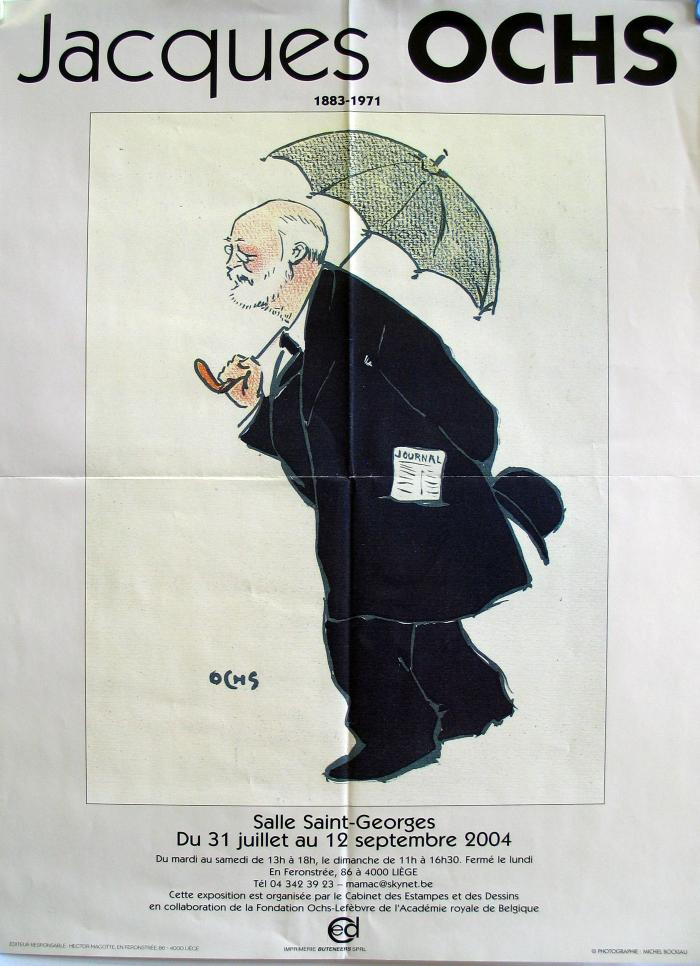 Jacques OCHS
1883-1971
JOURNAL
OCHS
Salle Saint-Georges
Du 31 juillet au 12 septembre 2004
Du mardi au samedi de 13h à 18h, le dimanche de 11h à 16h30. Fermé le lundi
En Feronstrée, 86 à 4000 LIÈGE
Tél 04 342 39 23 – mamac@skynet.be
Cette exposition est organisée par le Cabinet des Estampes et des Dessins
en collaboration de la Fondation Ochs-Lefèbvre de l'Académie royale de Belgique
ed
EDITEUR RESPONSABLE : HECTOR MAGOTTE, EN FERONSTRÉE, 86 - 4000 LIÈGE
IMPRIMERIE BUTENEERS SPRL
© PHOTOGRAPHIE : MICHEL